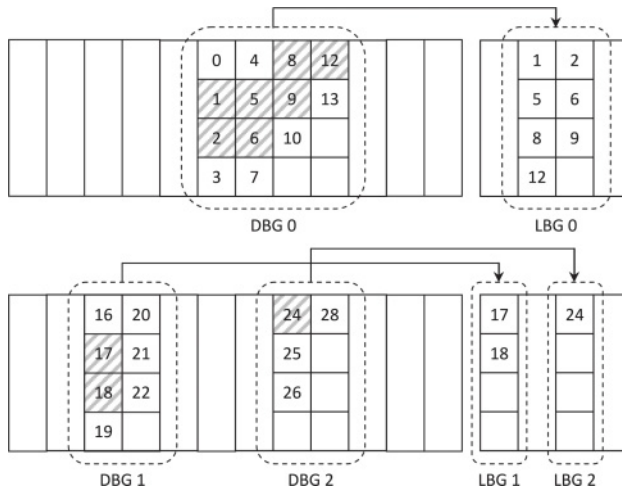 0 4 8 12 1 2
1 5 9 13 5 6
2 6 10 8 9
3 7 12
DBG 0 LBG 0
16 20 24 28 17 24
17 21 25 18
18 22 26
19
DBG 1 DBG 2 LBG 1 LBG 2